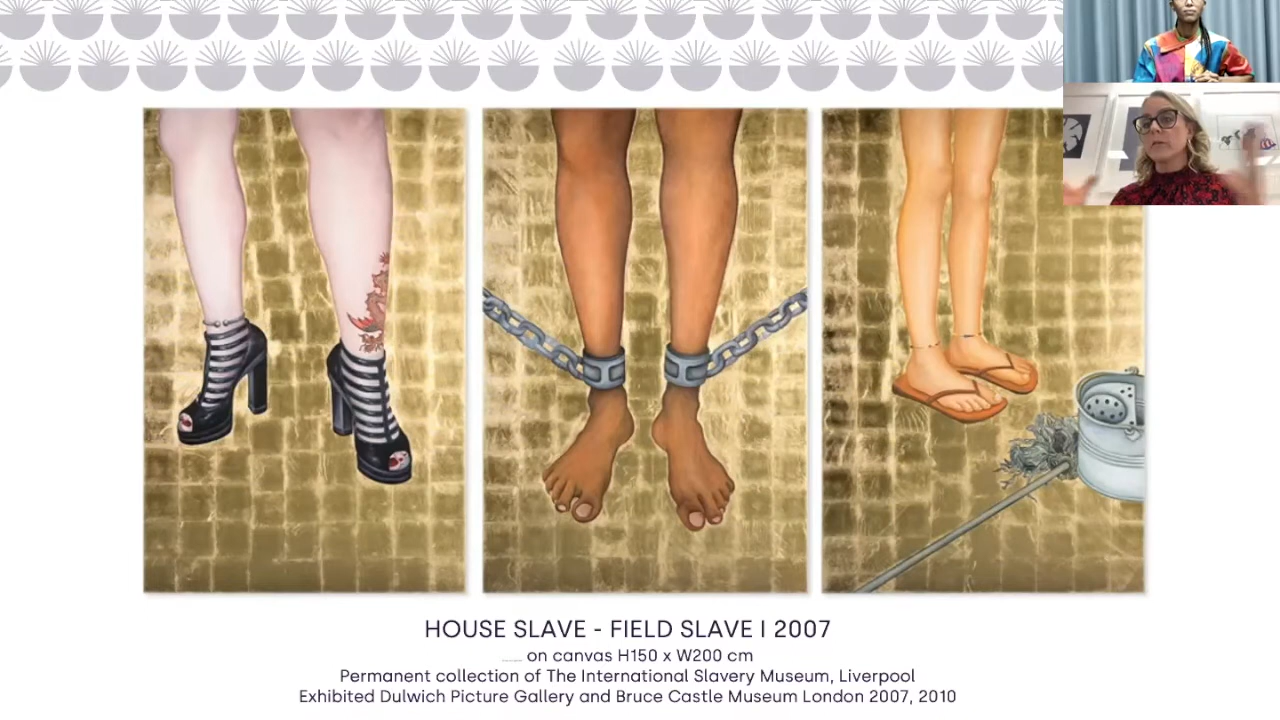 HOUSE SLAVE - FIELD SLAVE I 2007
on canvas H150 x W200 cm
Permanent collection of The International Slavery Museum, Liverpool
Exhibited Dulwich Picture Gallery and Bruce Castle Museum London 2007, 2010